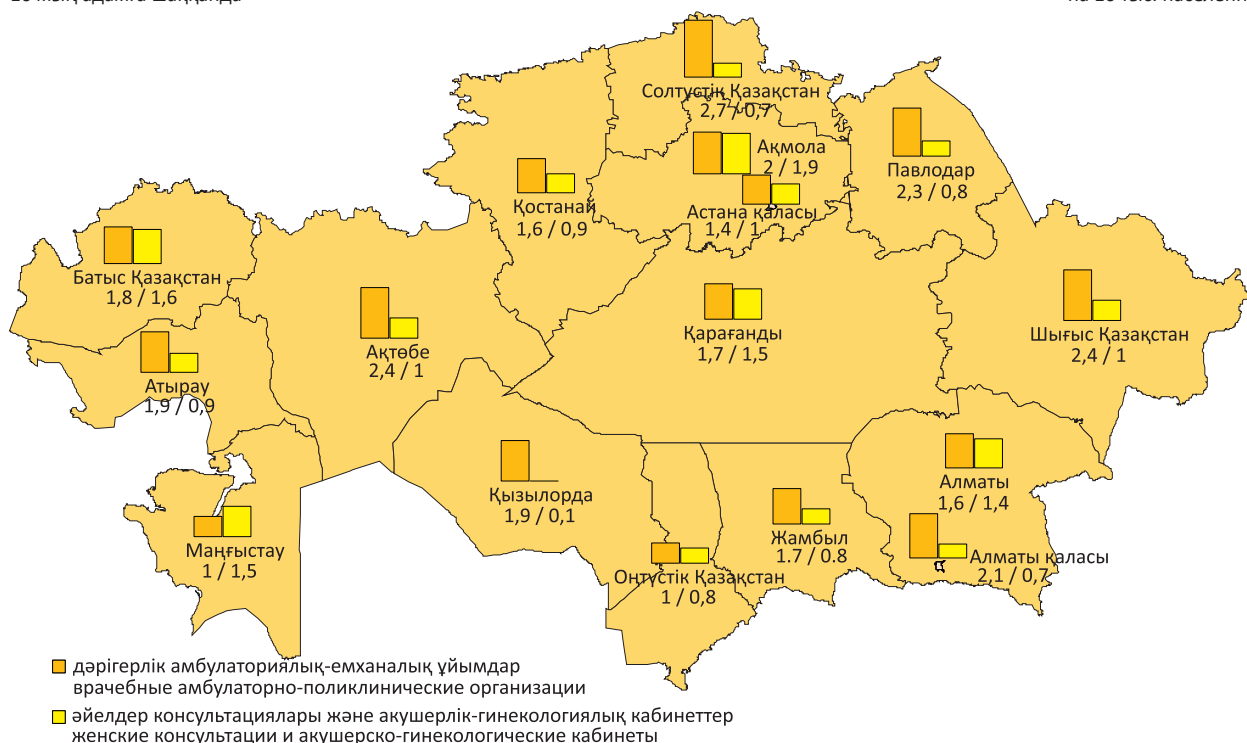 Солтүстік Қазақстан
2,7 / 0,7
Ақмола
2 / 1,9
Павлодар
2,3 / 0,8
Қостанай
1,6 / 0,9
Астана қаласы
1,4 / 1
Батыс Қазақстан
1,8 / 1,6
Ақтөбе
2,4 / 1
Қарағанды
1,7 / 1,5
Шығыс Қазақстан
2,4 / 1
Атырау
1,9 / 0,9
Қызылорда
1,9 / 0,1
Алматы
1,6 / 1,4
Маңғыстау
1 / 1,5
Жамбыл
1.7 / 0.8
Алматы қаласы
2,1 / 0,7
Оңтүстік Қазақстан
1 / 0,8
дәрігерлік амбулаториялық-емханалық ұйымдар
врачебные амбулаторно-поликлинические организации
әйелдер консультациялары және акушерлік-гинекологиялық кабинеттер
женские консультации и акушерско-гинекологические кабинеты